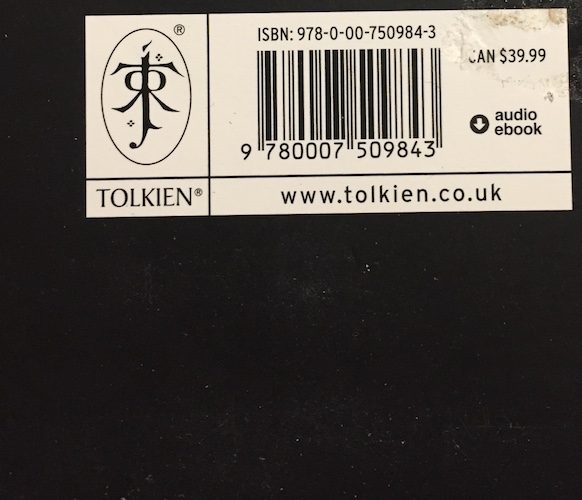 ®
ISBN: 978-0-00-750984-3
CAN $39.99
audio
ebook
9 780007 509843
TOLKIEN®
www.tolkien.co.uk